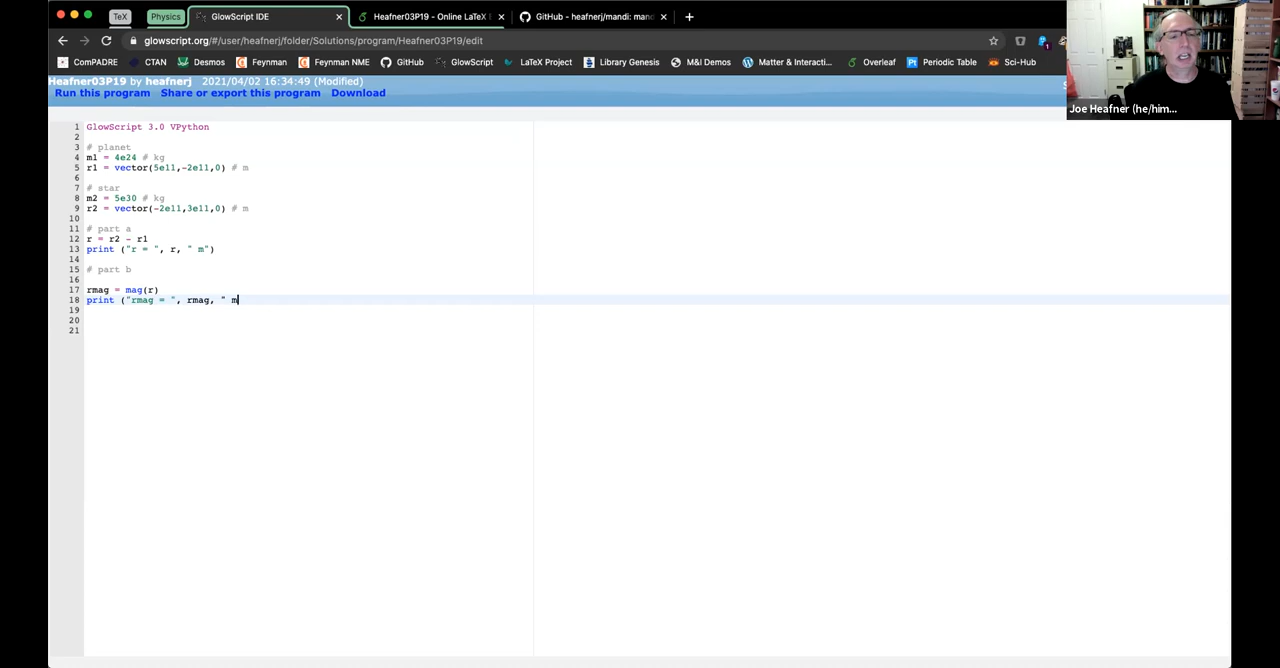 TeX Physics GlowScript IDE Heafner03P19 - Online LaTeX GitHub - heafnerj/mandi: mand
glowscript.org/#/user/heafnerj/folder/Solutions/program/Heafner03P19/edit
ComPADRE CTAN Desmos Feynman Feynman NME GitHub GlowScript LaTeX Project Library Genesis M&I Demos Matter & Interacti... Overleaf Periodic Table Sci-Hub
Heafner03P19 by heafnerj 2021/04/02 16:34:49 (Modified)
Run this program Share or export this program Download
Joe Heafner (he/him...
1 GlowScript 3.0 VPython
2
3 # planet
4 m1 = 4e24 # kg
5 r1 = vector(5e11,-2e11,0) # m
6
7 # star
8 m2 = 5e30 # kg
9 r2 = vector(-2e11,3e11,0) # m
10
11 # part a
12 r = r2 - r1
13 print ("r = ", r, " m")
14
15 # part b
16
17 rmag = mag(r)
18 print ("rmag = ", rmag, " m
19
20
21